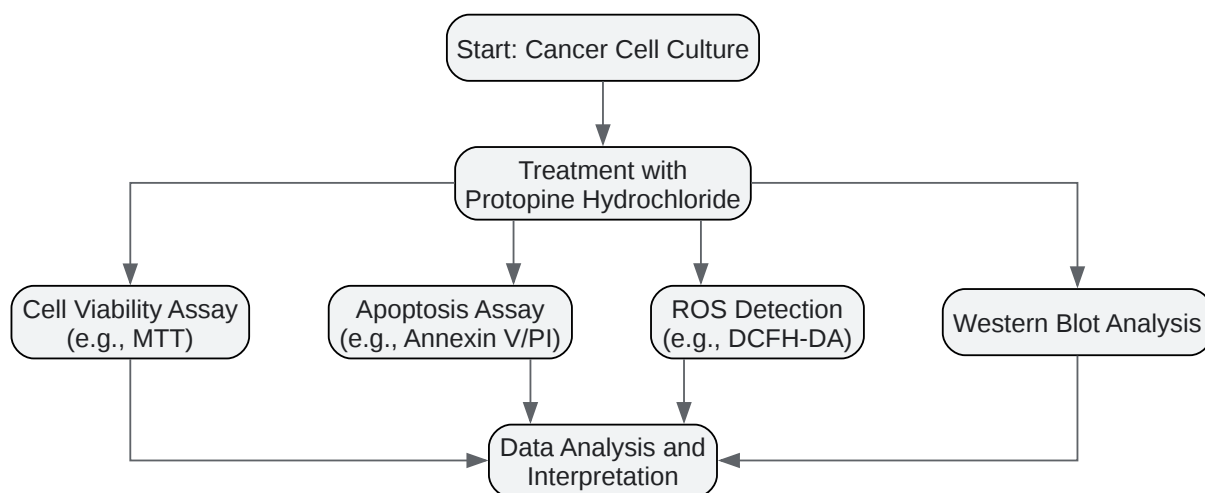 Start: Cancer Cell Culture
Treatment with
Protopine Hydrochloride
Cell Viability Assay
(e.g., MTT)
Apoptosis Assay
(e.g., Annexin V/PI)
ROS Detection
(e.g., DCFH-DA)
Western Blot Analysis
Data Analysis and
Interpretation